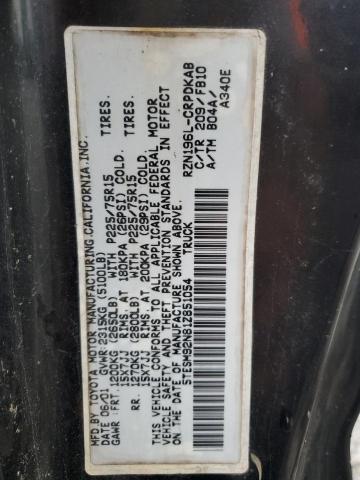 MFD. BY TOYOTA MOTOR MANUFACTURING, CALIFORNIA, INC.
DATE 06/01 GVWR: 2315KG (5100LB)
GAWR : FRT. 1200KG (2650LB) WITH P225/75R15
15X7JJ RIMS AT 180KPA (26PSI) COLD.
RR. 1270KG (2800LB) WITH P225/75R15
15X7JJ RIMS AT 200KPA (29PSI) COLD.
THIS VEHICLE CONFORMS TO ALL APPLICABLE FEDERAL MOTOR
VEHICLE SAFETY AND THEFT PREVENTION STANDARDS IN EFFECT
ON THE DATE OF MANUFACTURE SHOWN ABOVE.
5TESM92N81Z851054 TRUCK
RZN196L-CRPDKAB
C/TR 209/FB10
A/TM B04A/
A340E